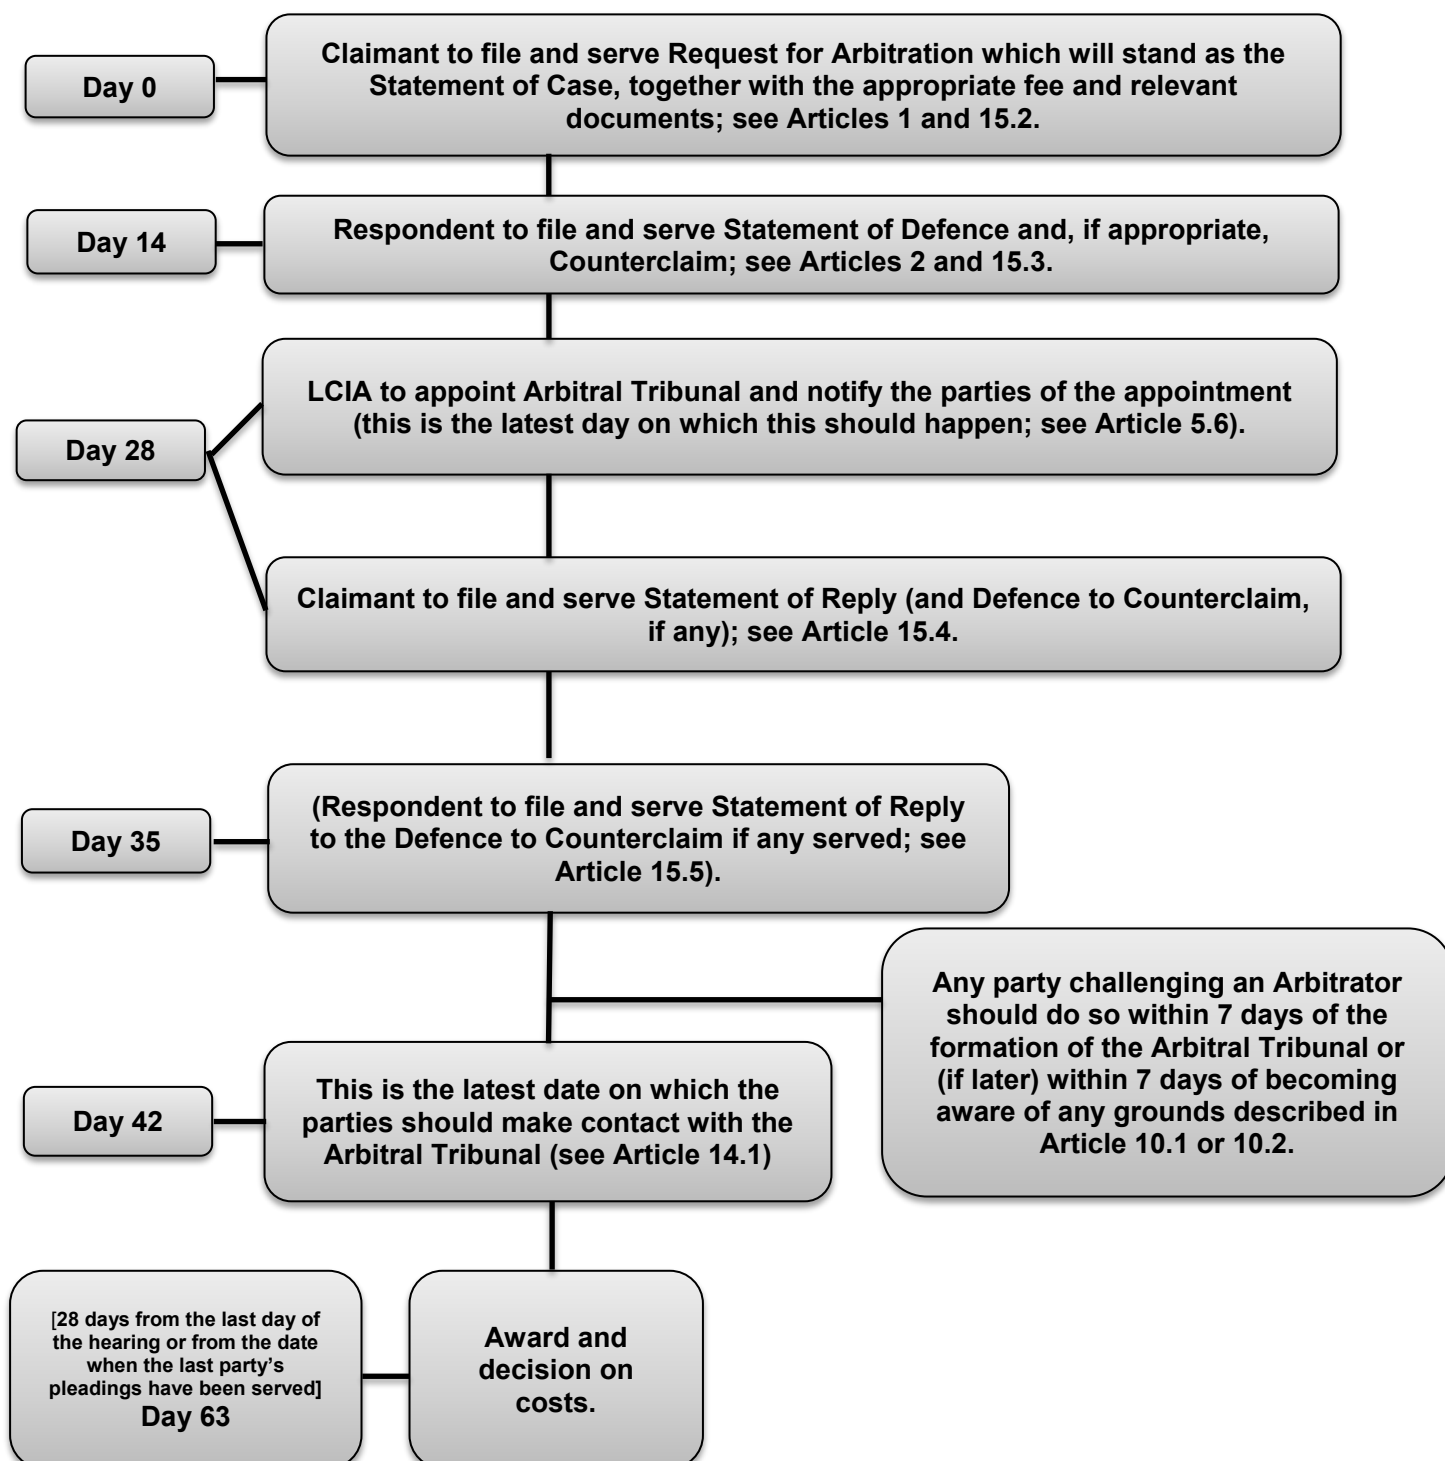 Day 0
Claimant to file and serve Request for Arbitration which will stand as the
Statement of Case, together with the appropriate fee and relevant
documents; see Articles 1 and 15.2.
Day 14
Respondent to file and serve Statement of Defence and, if appropriate,
Counterclaim; see Articles 2 and 15.3.
Day 28
LCIA to appoint Arbitral Tribunal and notify the parties of the appointment
(this is the latest day on which this should happen; see Article 5.6).
Claimant to file and serve Statement of Reply (and Defence to Counterclaim,
if any); see Article 15.4.
Day 35
(Respondent to file and serve Statement of Reply
to the Defence to Counterclaim if any served; see
Article 15.5).
Any party challenging an Arbitrator
should do so within 7 days of the
formation of the Arbitral Tribunal or
(if later) within 7 days of becoming
aware of any grounds described in
Article 10.1 or 10.2.
Day 42
This is the latest date on which the
parties should make contact with the
Arbitral Tribunal (see Article 14.1)
[28 days from the last day of
the hearing or from the date
when the last party’s
pleadings have been served]
Day 63
Award and
decision on
costs.